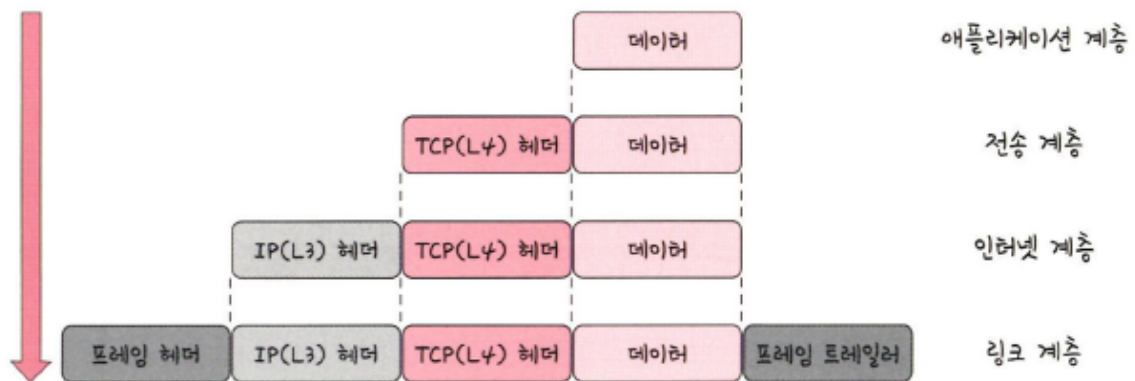 데이터 애플리케이션 계층
TCP(L4) 헤더 데이터 전송 계층
IP(L3) 헤더 TCP(L4) 헤더 데이터 인터넷 계층
프레임 헤더 IP(L3) 헤더 TCP(L4) 헤더 데이터 프레임 트레일러 링크 계층